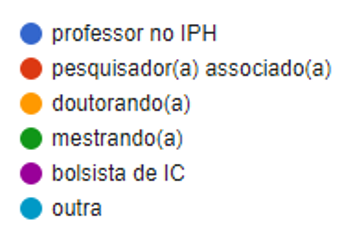 professor no IPH
pesquisador(a) associado(a)
doutorando(a)
mestrando(a)
bolsista de IC
outra